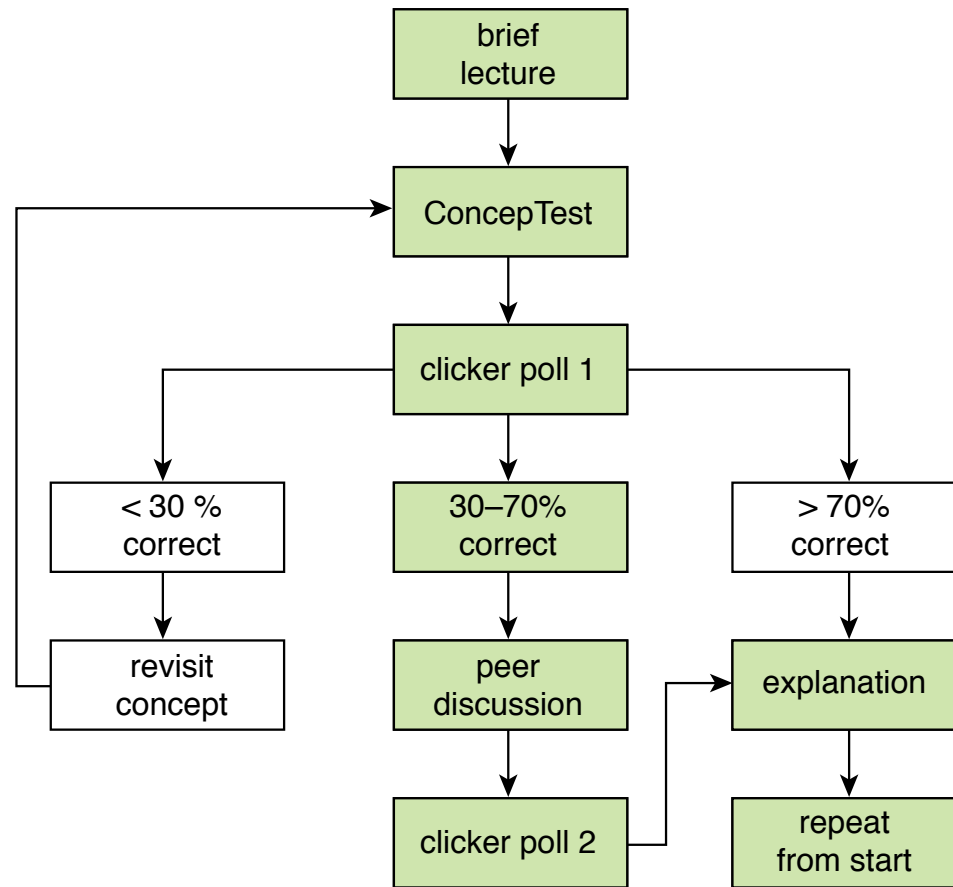 brief
lecture
ConcepTest
clicker poll 1
< 30 %
correct
30–70%
correct
> 70%
correct
revisit
concept
peer
discussion
explanation
clicker poll 2
repeat
from start